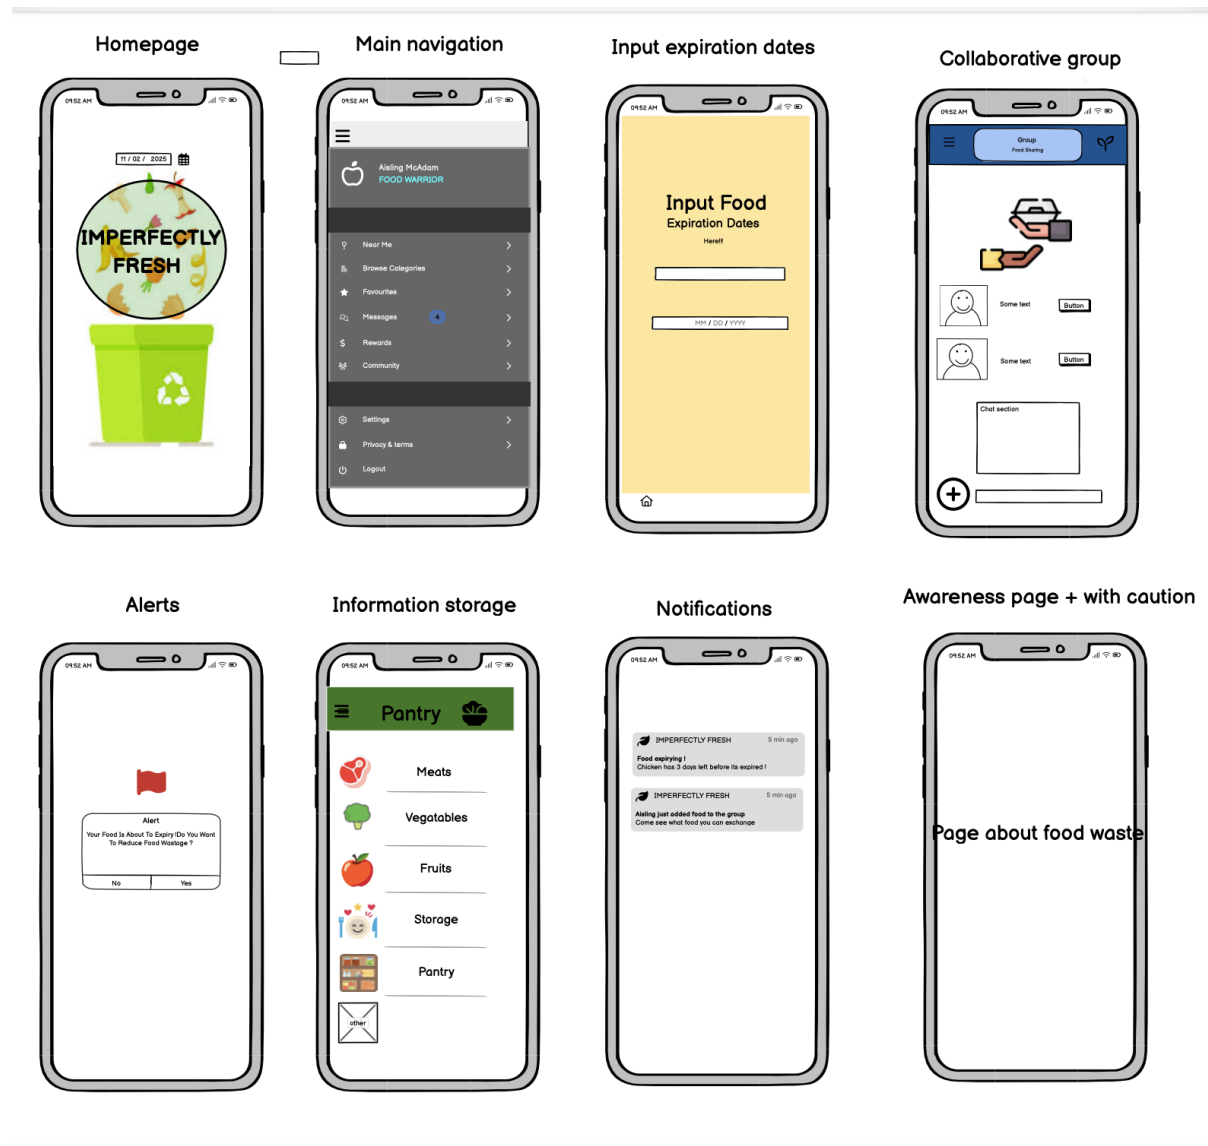 Homepage
09:52 AM
11 / 02 / 2025
IMPERFECTLY
FRESH
Main navigation
09:52 AM
Aisling McAdam
FOOD WARRIOR
Near Me
Browse Categories
Favourites
Messages 4
Rewards
Community
Settings
Privacy & terms
Logout
Input expiration dates
09:52 AM
Input Food
Expiration Dates
Here!!!
MM / DD / YYYY
Collaborative group
09:52 AM
Group
Food Sharing
Some text Button
Some text Button
Chat section
Alerts
09:52 AM
Alert
Your Food Is About To Expiry !Do You Want
To Reduce Food Wastage ?
No Yes
Information storage
09:52 AM
Pantry
Meats
Vegatables
Fruits
Storage
Pantry
other
Notifications
09:52 AM
IMPERFECTLY FRESH 5 min ago
Food expirying !
Chicken has 3 days left before its expired !
IMPERFECTLY FRESH 5 min ago
Aisling just added food to the group
Come see what food you can exchange
Awareness page + with caution
09:52 AM
Page about food waste